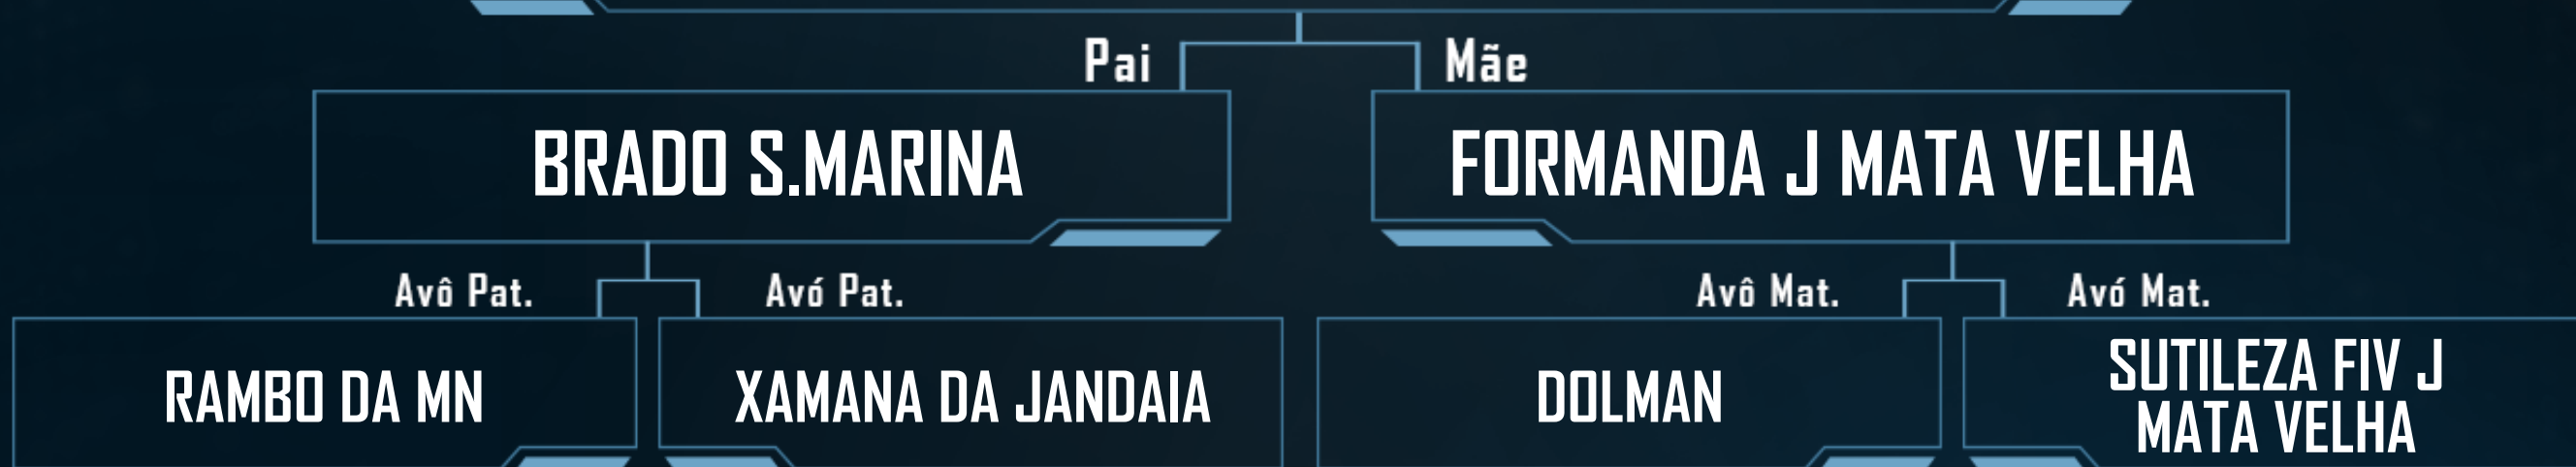 Pai
Mãe
BRADO S.MARINA
FORMANDA J MATA VELHA
Avô Pat.
Avó Pat.
Avô Mat.
Avó Mat.
RAMBO DA MN
XAMANA DA JANDAIA
DOLMAN
SUTILEZA FIV J
MATA VELHA